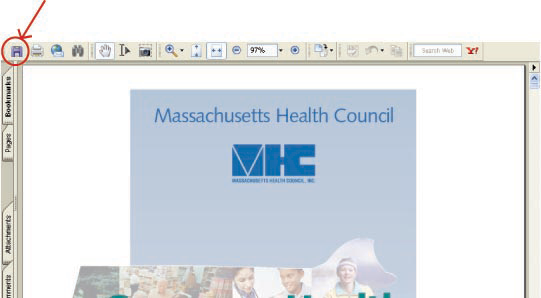 97%
Search Web
Y!
Bookmarks
Pages
Attachments
Massachusetts Health Council
MHC
MASSACHUSETTS HEALTH COUNCIL, INC.